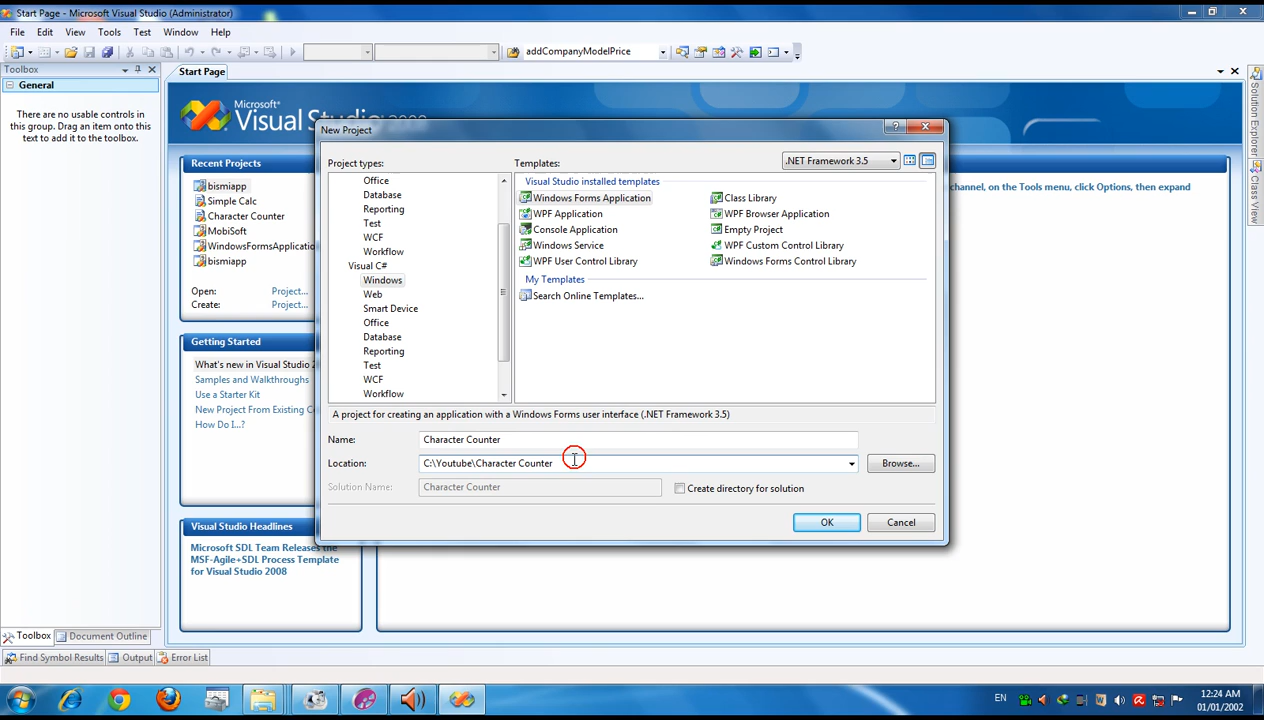 Start Page - Microsoft Visual Studio (Administrator)
File Edit View Tools Test Window Help
addCompanyModelPrice
Toolbox
General
There are no usable controls in
this group. Drag an item onto this
text to add it to the toolbox.
Start Page
Microsoft®
Visual Studio 2008
Recent Projects
bismiapp
Simple Calc
Character Counter
MobiSoft
WindowsFormsApplicatio
bismiapp
Open: Project...
Create: Project...
Getting Started
What's new in Visual Studio 2
Samples and Walkthroughs
Use a Starter Kit
New Project From Existing Co
How Do I...?
Visual Studio Headlines
Microsoft SDL Team Releases the
MSF-Agile+SDL Process Template
for Visual Studio 2008
channel, on the Tools menu, click Options, then expand
New Project
Project types:
Office
Database
Reporting
Test
WCF
Workflow
Visual C#
Windows
Web
Smart Device
Office
Database
Reporting
Test
WCF
Workflow
Templates:
.NET Framework 3.5
Visual Studio installed templates
Windows Forms Application
Class Library
WPF Application
WPF Browser Application
Console Application
Empty Project
Windows Service
WPF Custom Control Library
WPF User Control Library
Windows Forms Control Library
My Templates
Search Online Templates...
A project for creating an application with a Windows Forms user interface (.NET Framework 3.5)
Name: Character Counter
Location: C:\Youtube\Character Counter
Browse...
Solution Name: Character Counter
Create directory for solution
OK Cancel
Solution Explorer
Class View
Toolbox Document Outline
Find Symbol Results Output Error List
EN
12:24 AM
01/01/2002